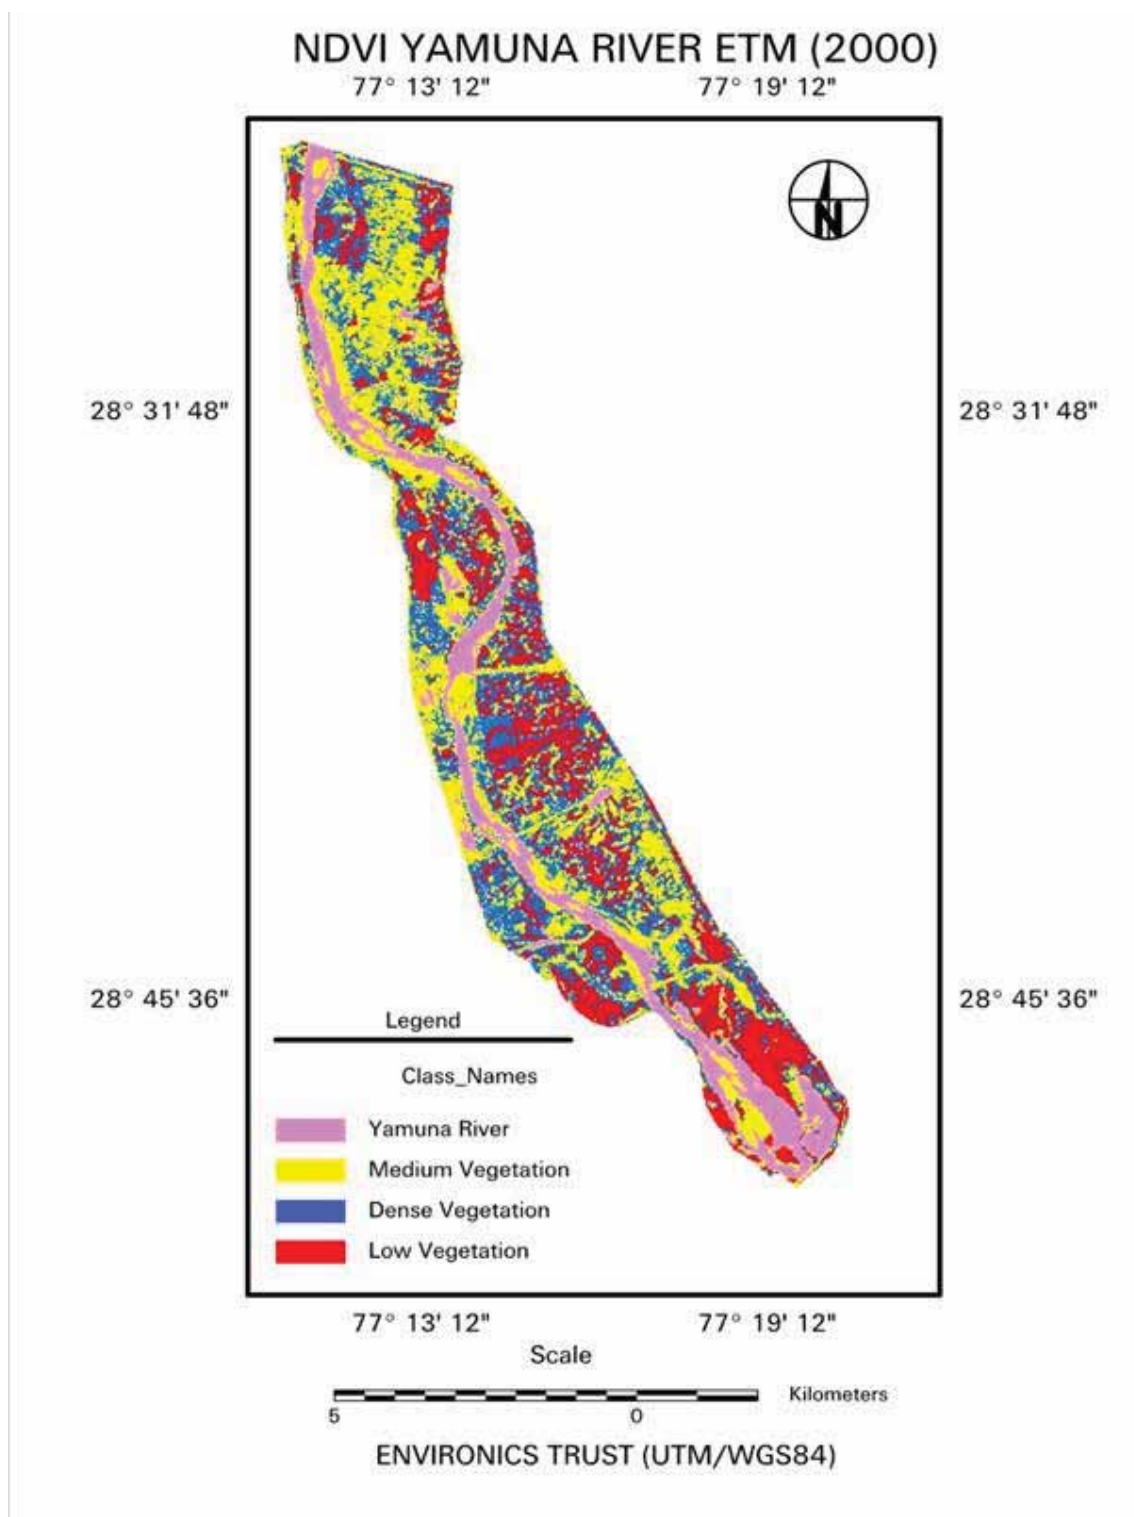 NDVI YAMUNA RIVER ETM (2000)
77° 13' 12" 77° 19' 12"
N
28° 31' 48" 28° 31' 48"
28° 45' 36" 28° 45' 36"
Legend
Class_Names
Yamuna River
Medium Vegetation
Dense Vegetation
Low Vegetation
77° 13' 12" 77° 19' 12"
Scale
Kilometers
5 0
ENVIRONICS TRUST (UTM/WGS84)